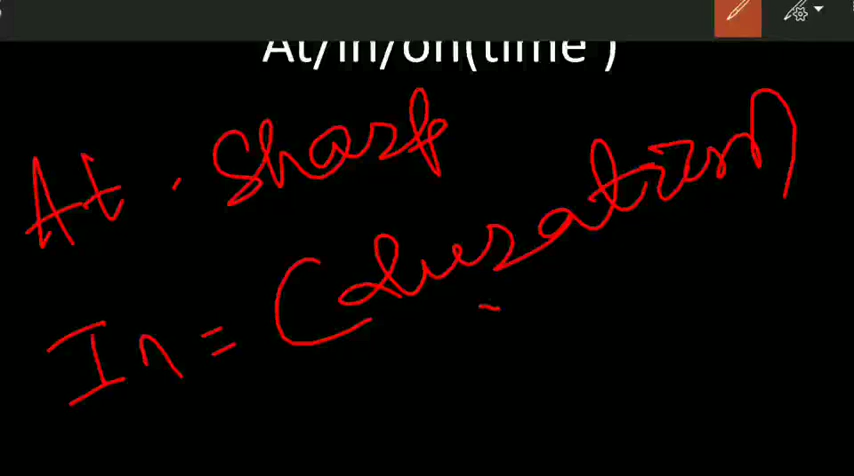 At/in/on(time )
At . Sharp
In = (duration)